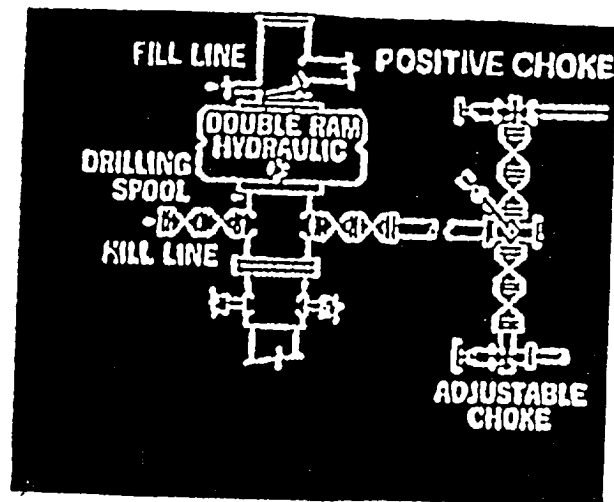 FILL LINE
POSITIVE CHOKE
DOUBLE RAM
HYDRAULIC
DRILLING
SPOOL
KILL LINE
ADJUSTABLE
CHOKE